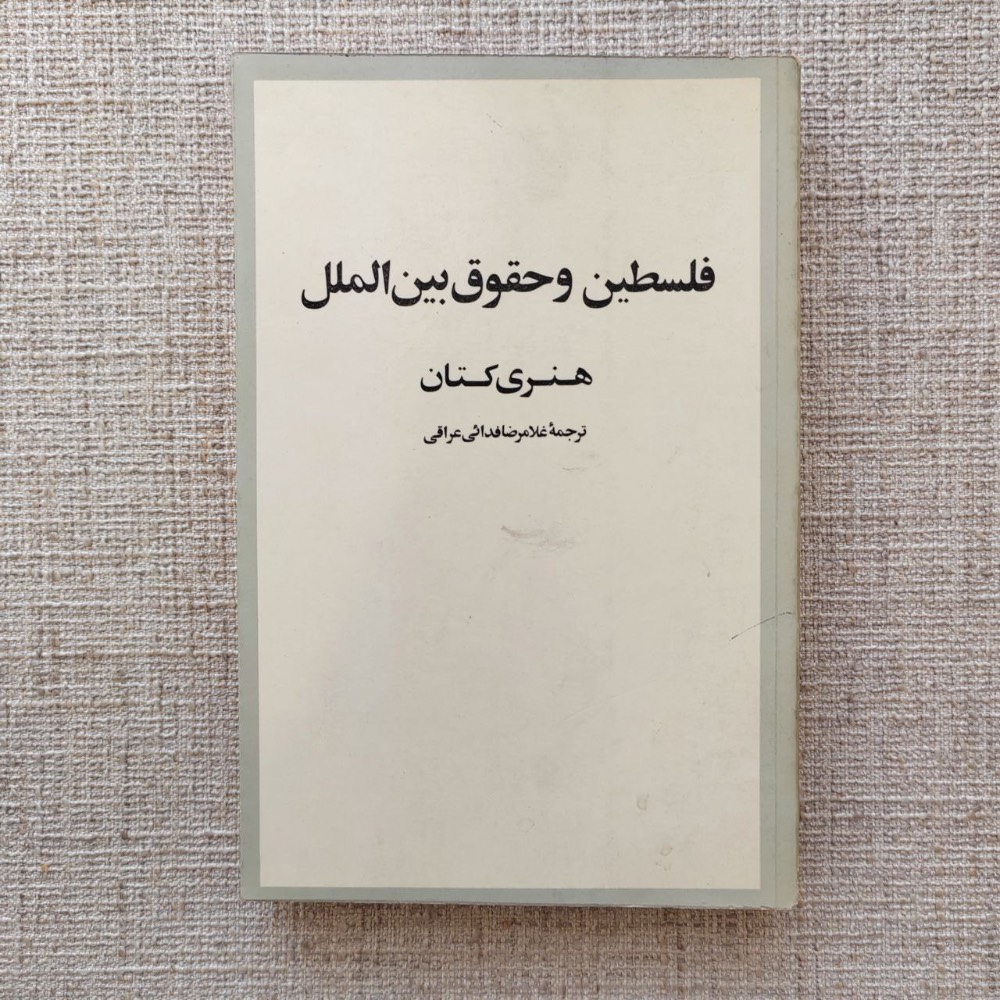 فلسطین و حقوق بین‌الملل
هنری کتان
ترجمهٔ غلامرضا فدائی عراقی